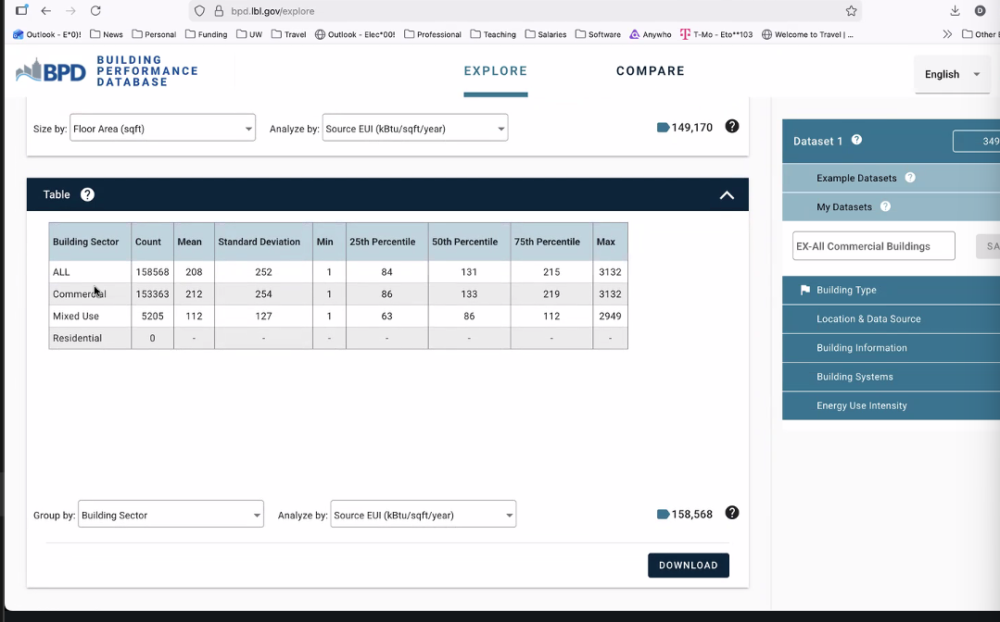 bpd.lbl.gov/explore
D
Outlook - E*0)! News Personal Funding UW Travel Outlook - Elec*00! Professional Teaching Salaries Software Anywho T-Mo - Eto**103 Welcome to Travel | ... Other
BPD BUILDING PERFORMANCE DATABASE
EXPLORE COMPARE English
Size by: Floor Area (sqft) Analyze by: Source EUI (kBtu/sqft/year) 149,170 ?
Table ?
Building Sector Count Mean Standard Deviation Min 25th Percentile 50th Percentile 75th Percentile Max
ALL 158568 208 252 1 84 131 215 3132
Commercial 153363 212 254 1 86 133 219 3132
Mixed Use 5205 112 127 1 63 86 112 2949
Residential 0 - - - - - - -
Group by: Building Sector Analyze by: Source EUI (kBtu/sqft/year) 158,568 ?
DOWNLOAD
Dataset 1 ? 349
Example Datasets ?
My Datasets ?
EX-All Commercial Buildings SA
Building Type
Location & Data Source
Building Information
Building Systems
Energy Use Intensity